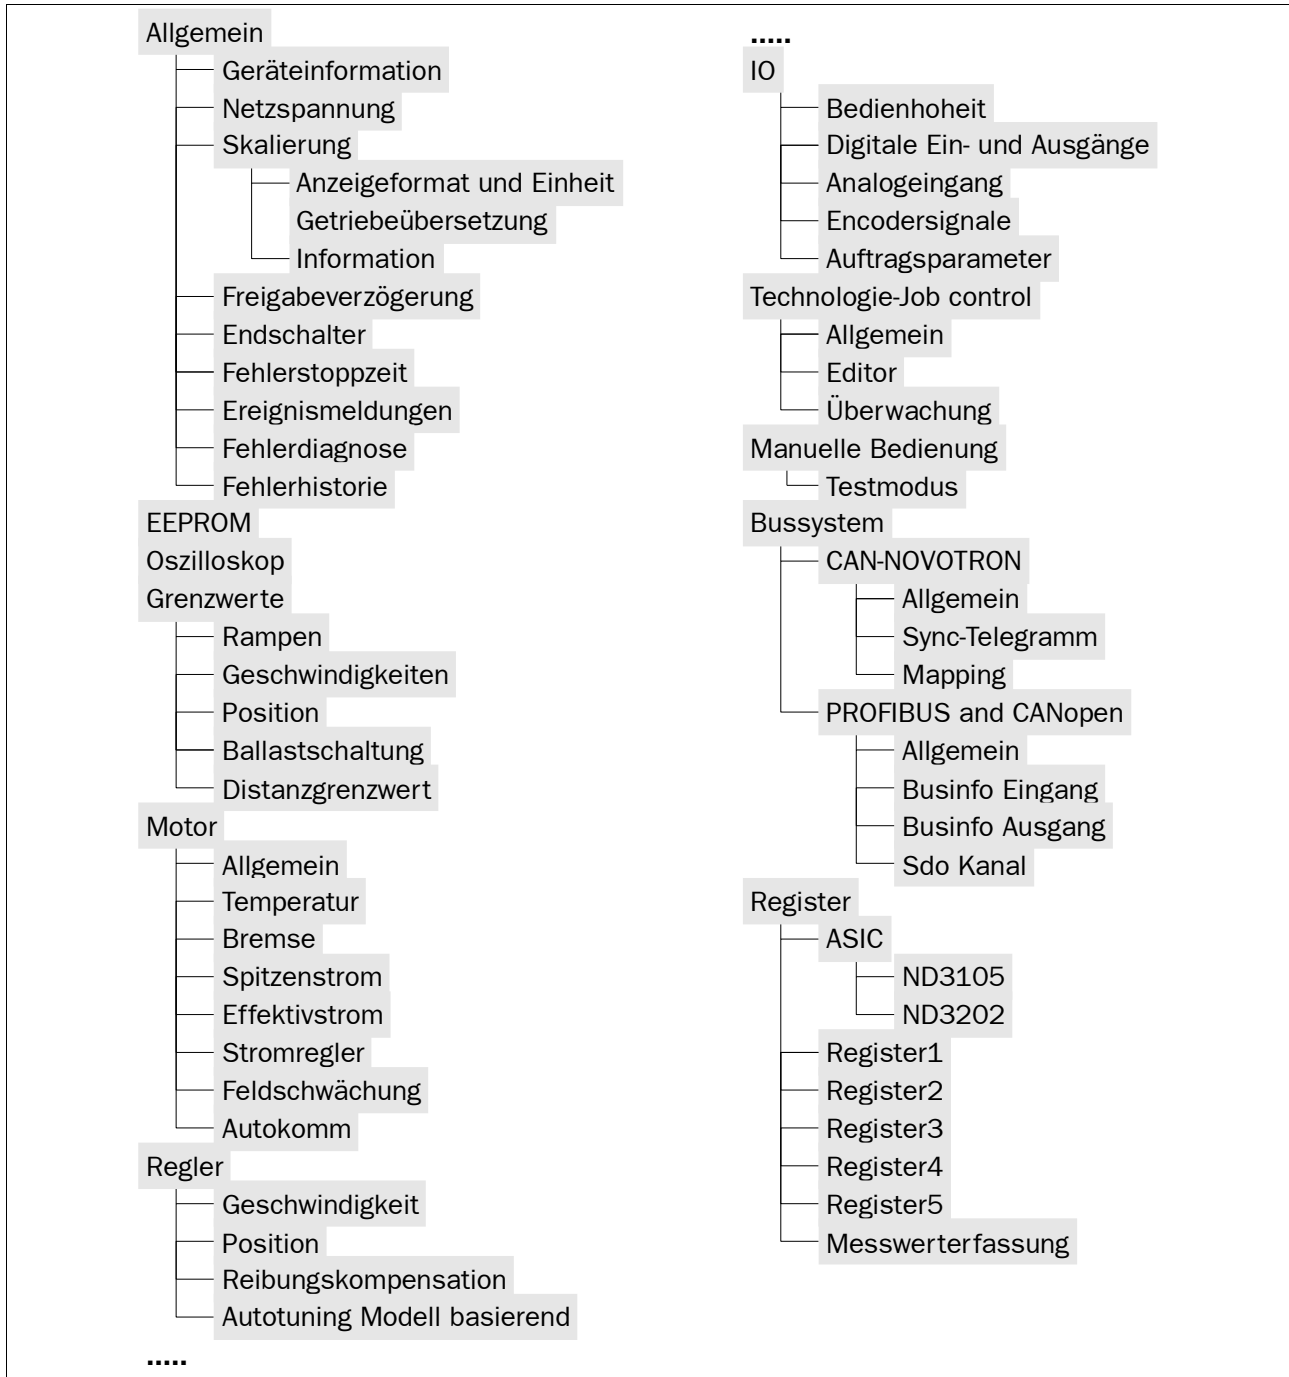 Allgemein
Geräteinformation
Netzspannung
Skalierung
Anzeigeformat und Einheit
Getriebeübersetzung
Information
Freigabeverzögerung
Endschalter
Fehlerstoppzeit
Ereignismeldungen
Fehlerdiagnose
Fehlerhistorie
EEPROM
Oszilloskop
Grenzwerte
Rampen
Geschwindigkeiten
Position
Ballastschaltung
Distanzgrenzwert
Motor
Allgemein
Temperatur
Bremse
Spitzenstrom
Effektivstrom
Stromregler
Feldschwächung
Autokomm
Regler
Geschwindigkeit
Position
Reibungskompensation
Autotuning Modell basierend
.....
.....
IO
Bedienhoheit
Digitale Ein- und Ausgänge
Analogeingang
Encodersignale
Auftragsparameter
Technologie-Job control
Allgemein
Editor
Überwachung
Manuelle Bedienung
Testmodus
Bussystem
CAN-NOVOTRON
Allgemein
Sync-Telegramm
Mapping
PROFIBUS and CANopen
Allgemein
Businfo Eingang
Businfo Ausgang
Sdo Kanal
Register
ASIC
ND3105
ND3202
Register1
Register2
Register3
Register4
Register5
Messwerterfassung